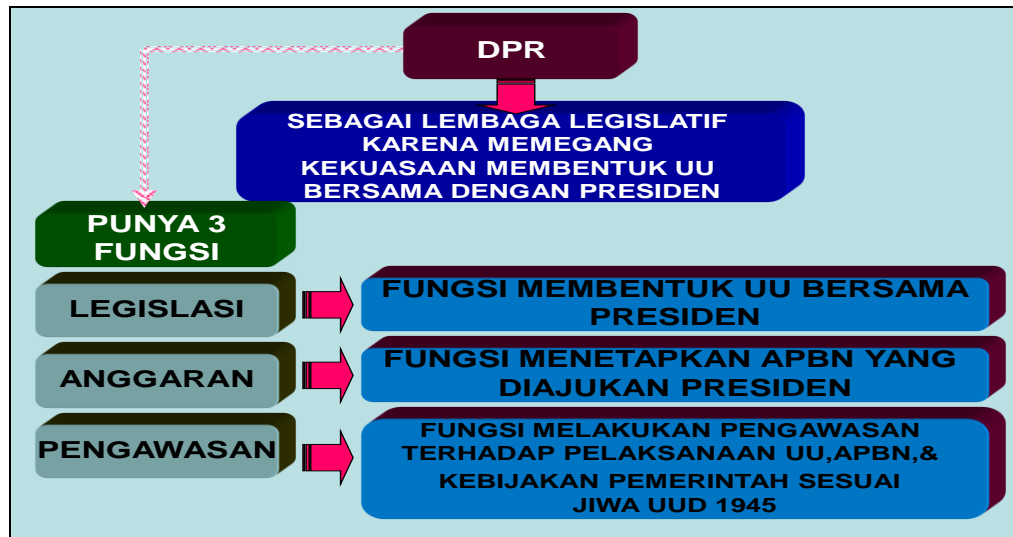 DPR
SEBAGAI LEMBAGA LEGISLATIF
KARENA MEMEGANG
KEKUASAAN MEMBENTUK UU
BERSAMA DENGAN PRESIDEN
PUNYA 3
FUNGSI
LEGISLASI
FUNGSI MEMBENTUK UU BERSAMA
PRESIDEN
ANGGARAN
FUNGSI MENETAPKAN APBN YANG
DIAJUKAN PRESIDEN
PENGAWASAN
FUNGSI MELAKUKAN PENGAWASAN
TERHADAP PELAKSANAAN UU,APBN,&
KEBIJAKAN PEMERINTAH SESUAI
JIWA UUD 1945